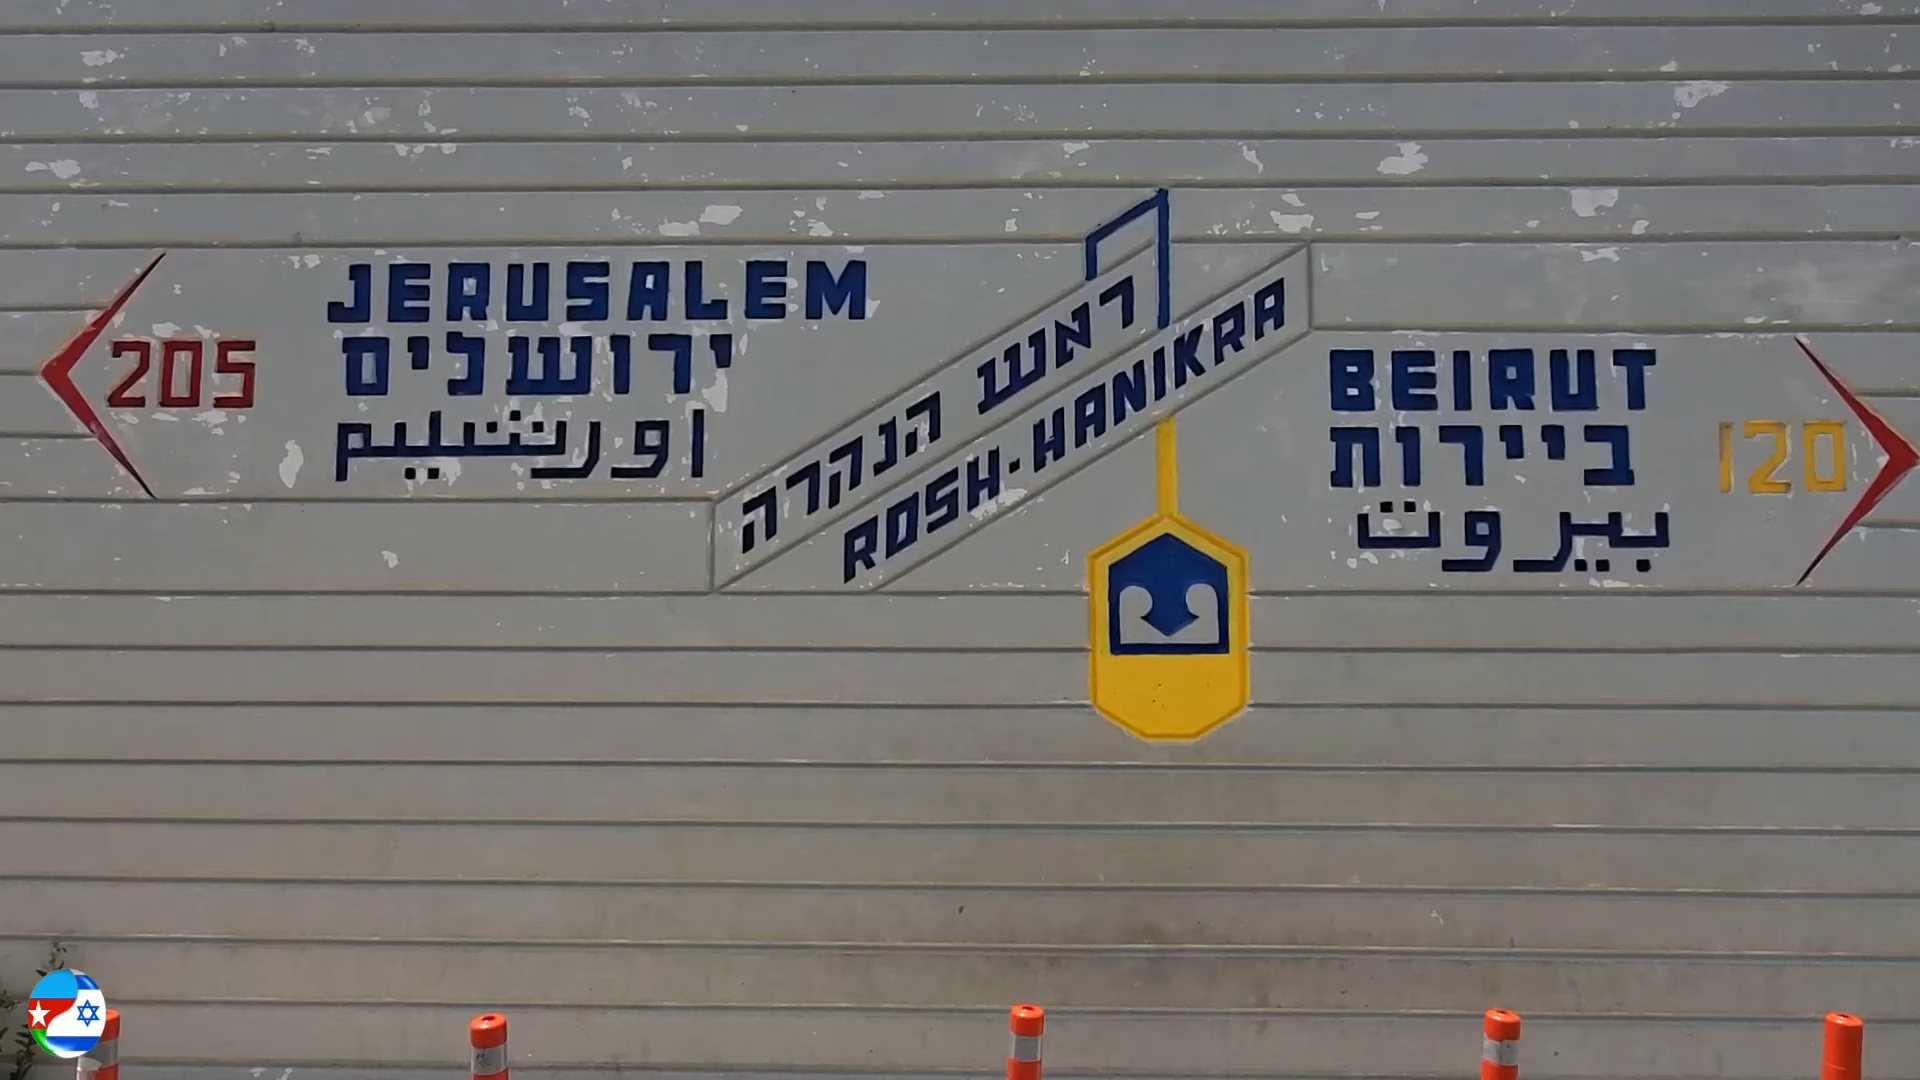 JERUSALEM
205
ירושלים
اورشليم
ראש הנקרה
ROSH-HANIKRA
BEIRUT
ביירות
120
بيروت